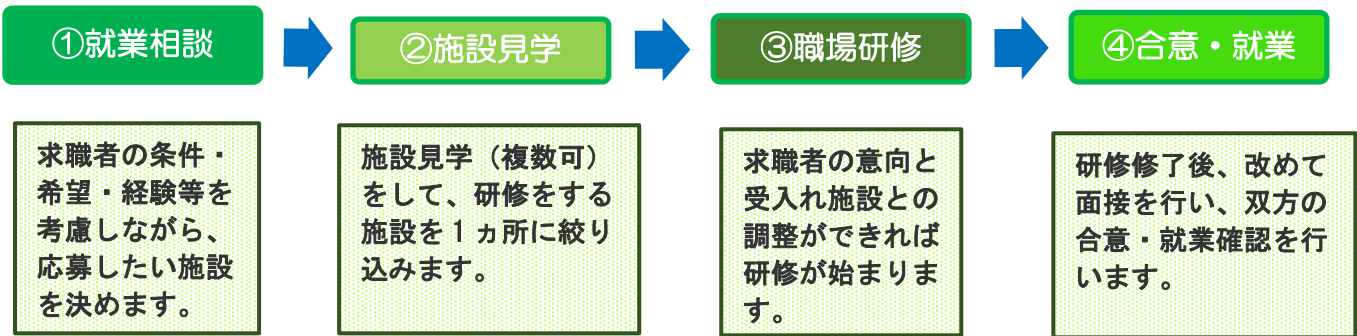 ①就業相談
②施設見学
③職場研修
④合意・就業
求職者の条件・
希望・経験等を
考慮しながら、
応募したい施設
を決めます。
施設見学（複数可）
をして、研修をする
施設を１ヵ所に絞り
込みます。
求職者の意向と
受入れ施設との
調整ができれば
研修が始まりま
す。
研修修了後、改めて
面接を行い、双方の
合意・就業確認を行
います。